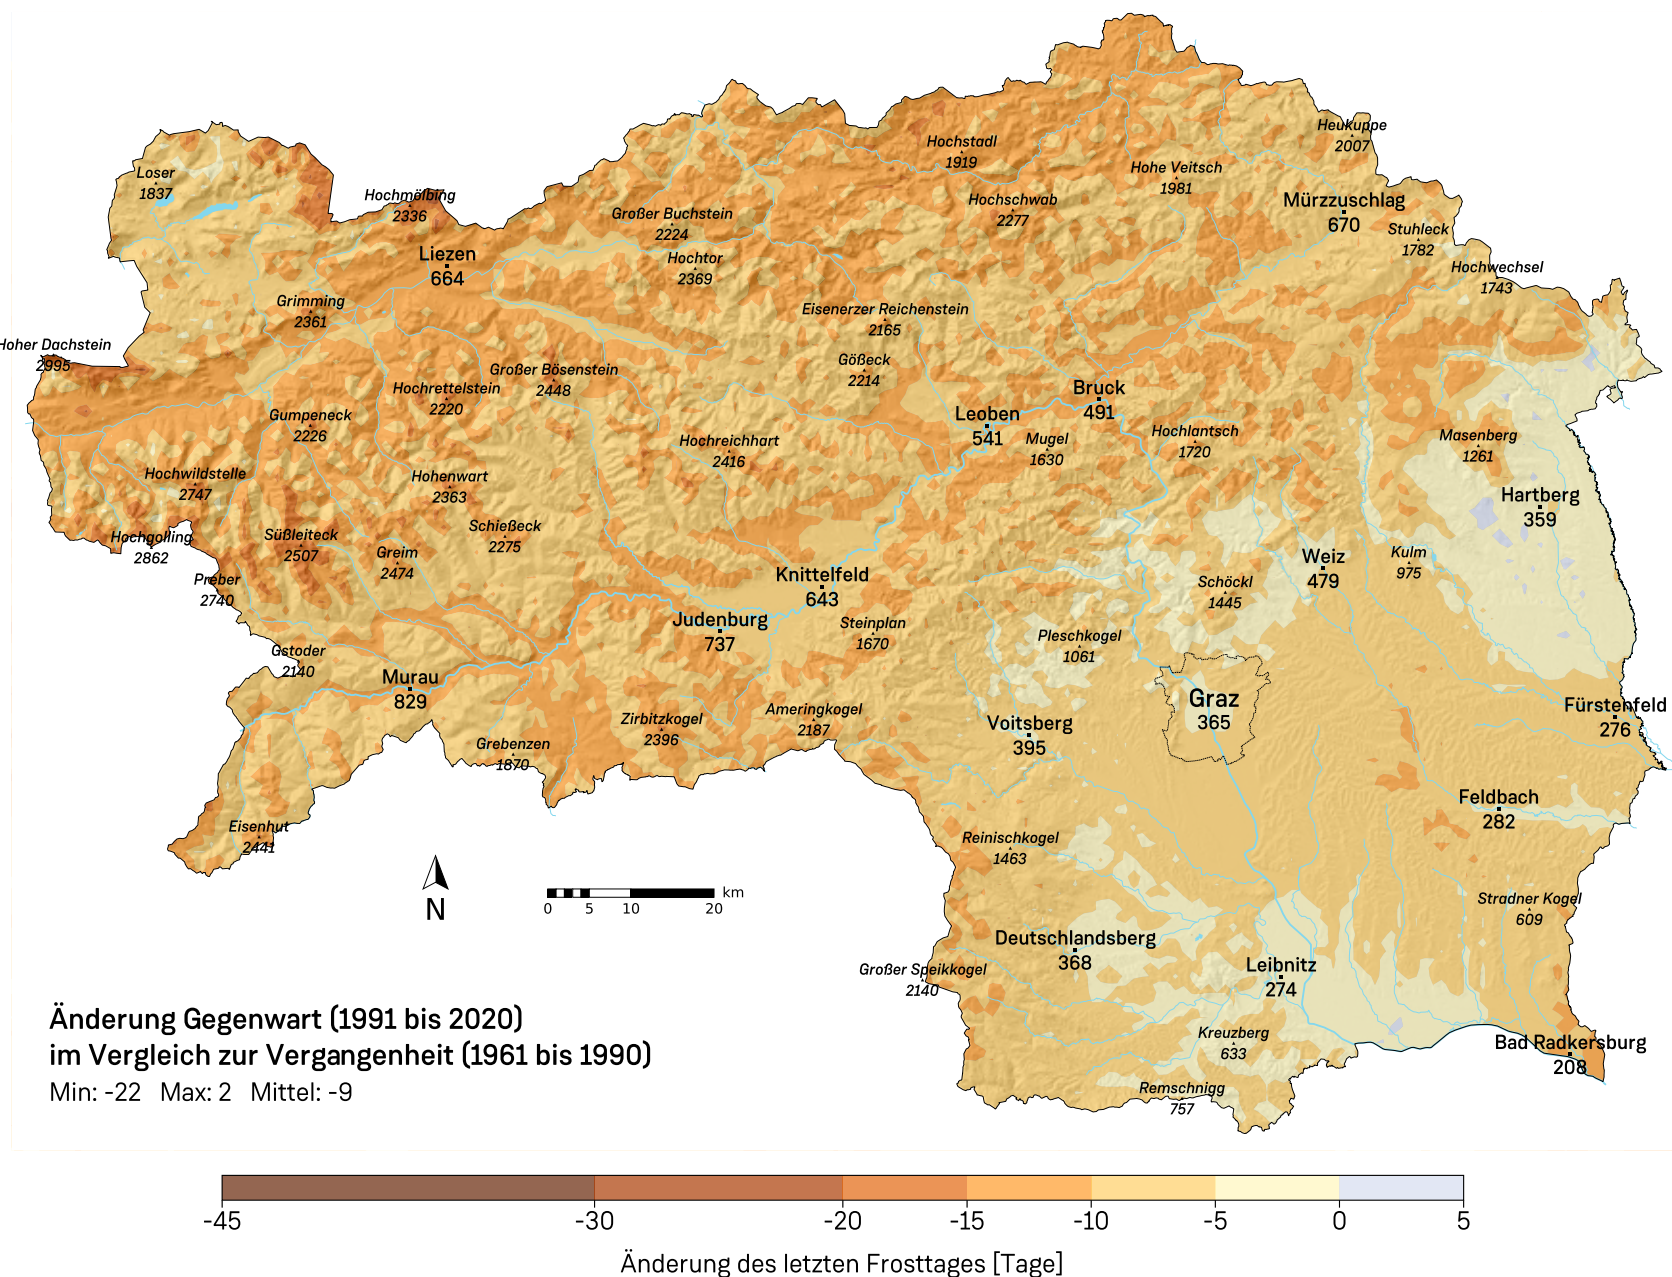 Heukuppe
2007
Hochstadl
1919
Hohe Veitsch
1981
Loser
1837
Hochmölbing
2336
Hochschwab
2277
Mürzzuschlag
670
Großer Buchstein
2224
Stuhleck
1782
Liezen
664
Hochtor
2369
Hochwechsel
1743
Grimming
2361
Eisenerzer Reichenstein
2165
Hoher Dachstein
2995
Großer Bösenstein
2448
Gößeck
2214
Hochrettelstein
2220
Bruck
491
Gumpeneck
2226
Leoben
541
Hochreichhart
2416
Mugel
1630
Hochlantsch
1720
Masenberg
1261
Hochwildstelle
2747
Hohenwart
2363
Hartberg
359
Hochgolling
2862
Süßleiteck
2507
Schießeck
2275
Greim
2474
Weiz
479
Kulm
975
Preber
2740
Knittelfeld
643
Schöckl
1445
Judenburg
737
Steinplan
1670
Pleschkogel
1061
Gstoder
2140
Murau
829
Graz
365
Zirbitzkogel
2396
Ameringkogel
2187
Voitsberg
395
Fürstenfeld
276
Grebenzen
1870
Feldbach
282
Eisenhut
2441
Reinischkogel
1463
Stradner Kogel
609
N
km
0 5 10 20
Deutschlandsberg
368
Großer Speikkogel
2140
Leibnitz
274
Kreuzberg
633
Bad Radkersburg
208
Remschnigg
757
Änderung Gegenwart (1991 bis 2020)
im Vergleich zur Vergangenheit (1961 bis 1990)
Min: -22 Max: 2 Mittel: -9
-45 -30 -20 -15 -10 -5 0 5
Änderung des letzten Frosttages [Tage]